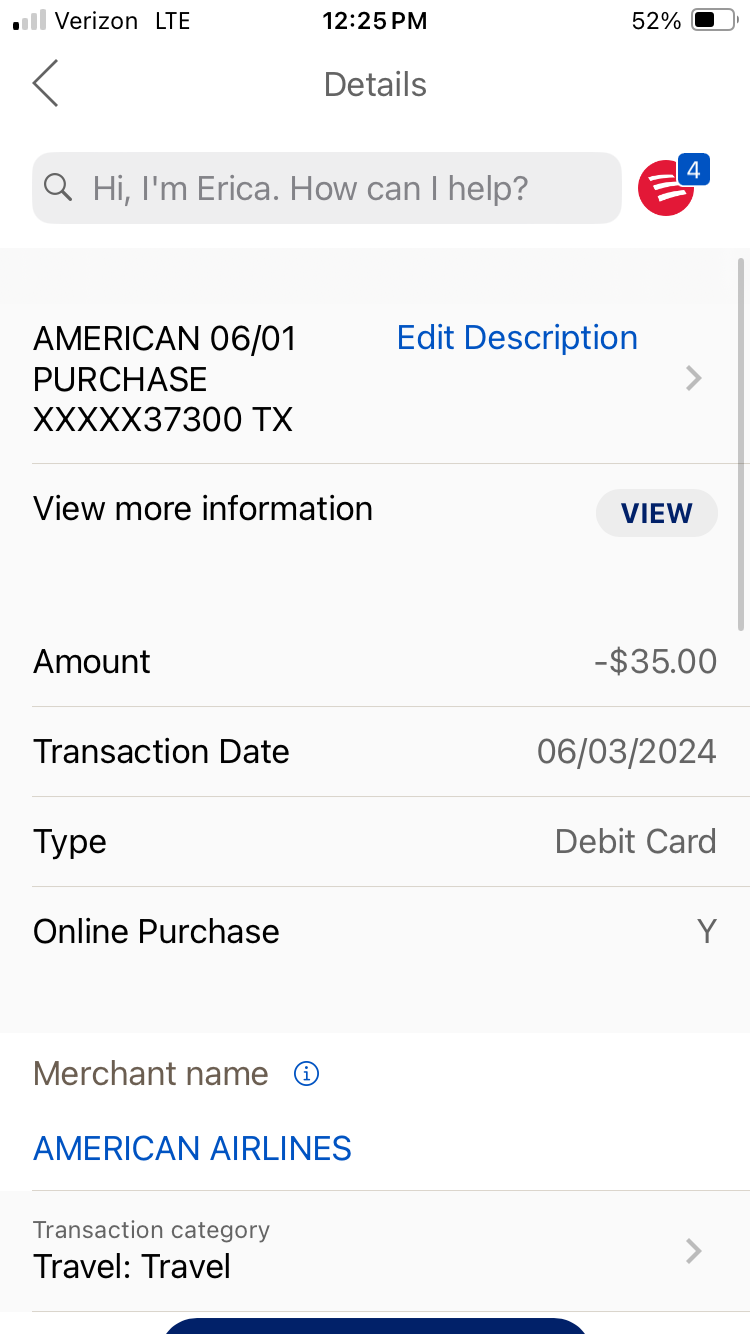 Verizon LTE 12:25 PM 52%
Details
Hi, I'm Erica. How can I help? 4
AMERICAN 06/01 Edit Description
PURCHASE
XXXXX37300 TX
View more information VIEW
Amount -$35.00
Transaction Date 06/03/2024
Type Debit Card
Online Purchase Y
Merchant name i
AMERICAN AIRLINES
Transaction category
Travel: Travel